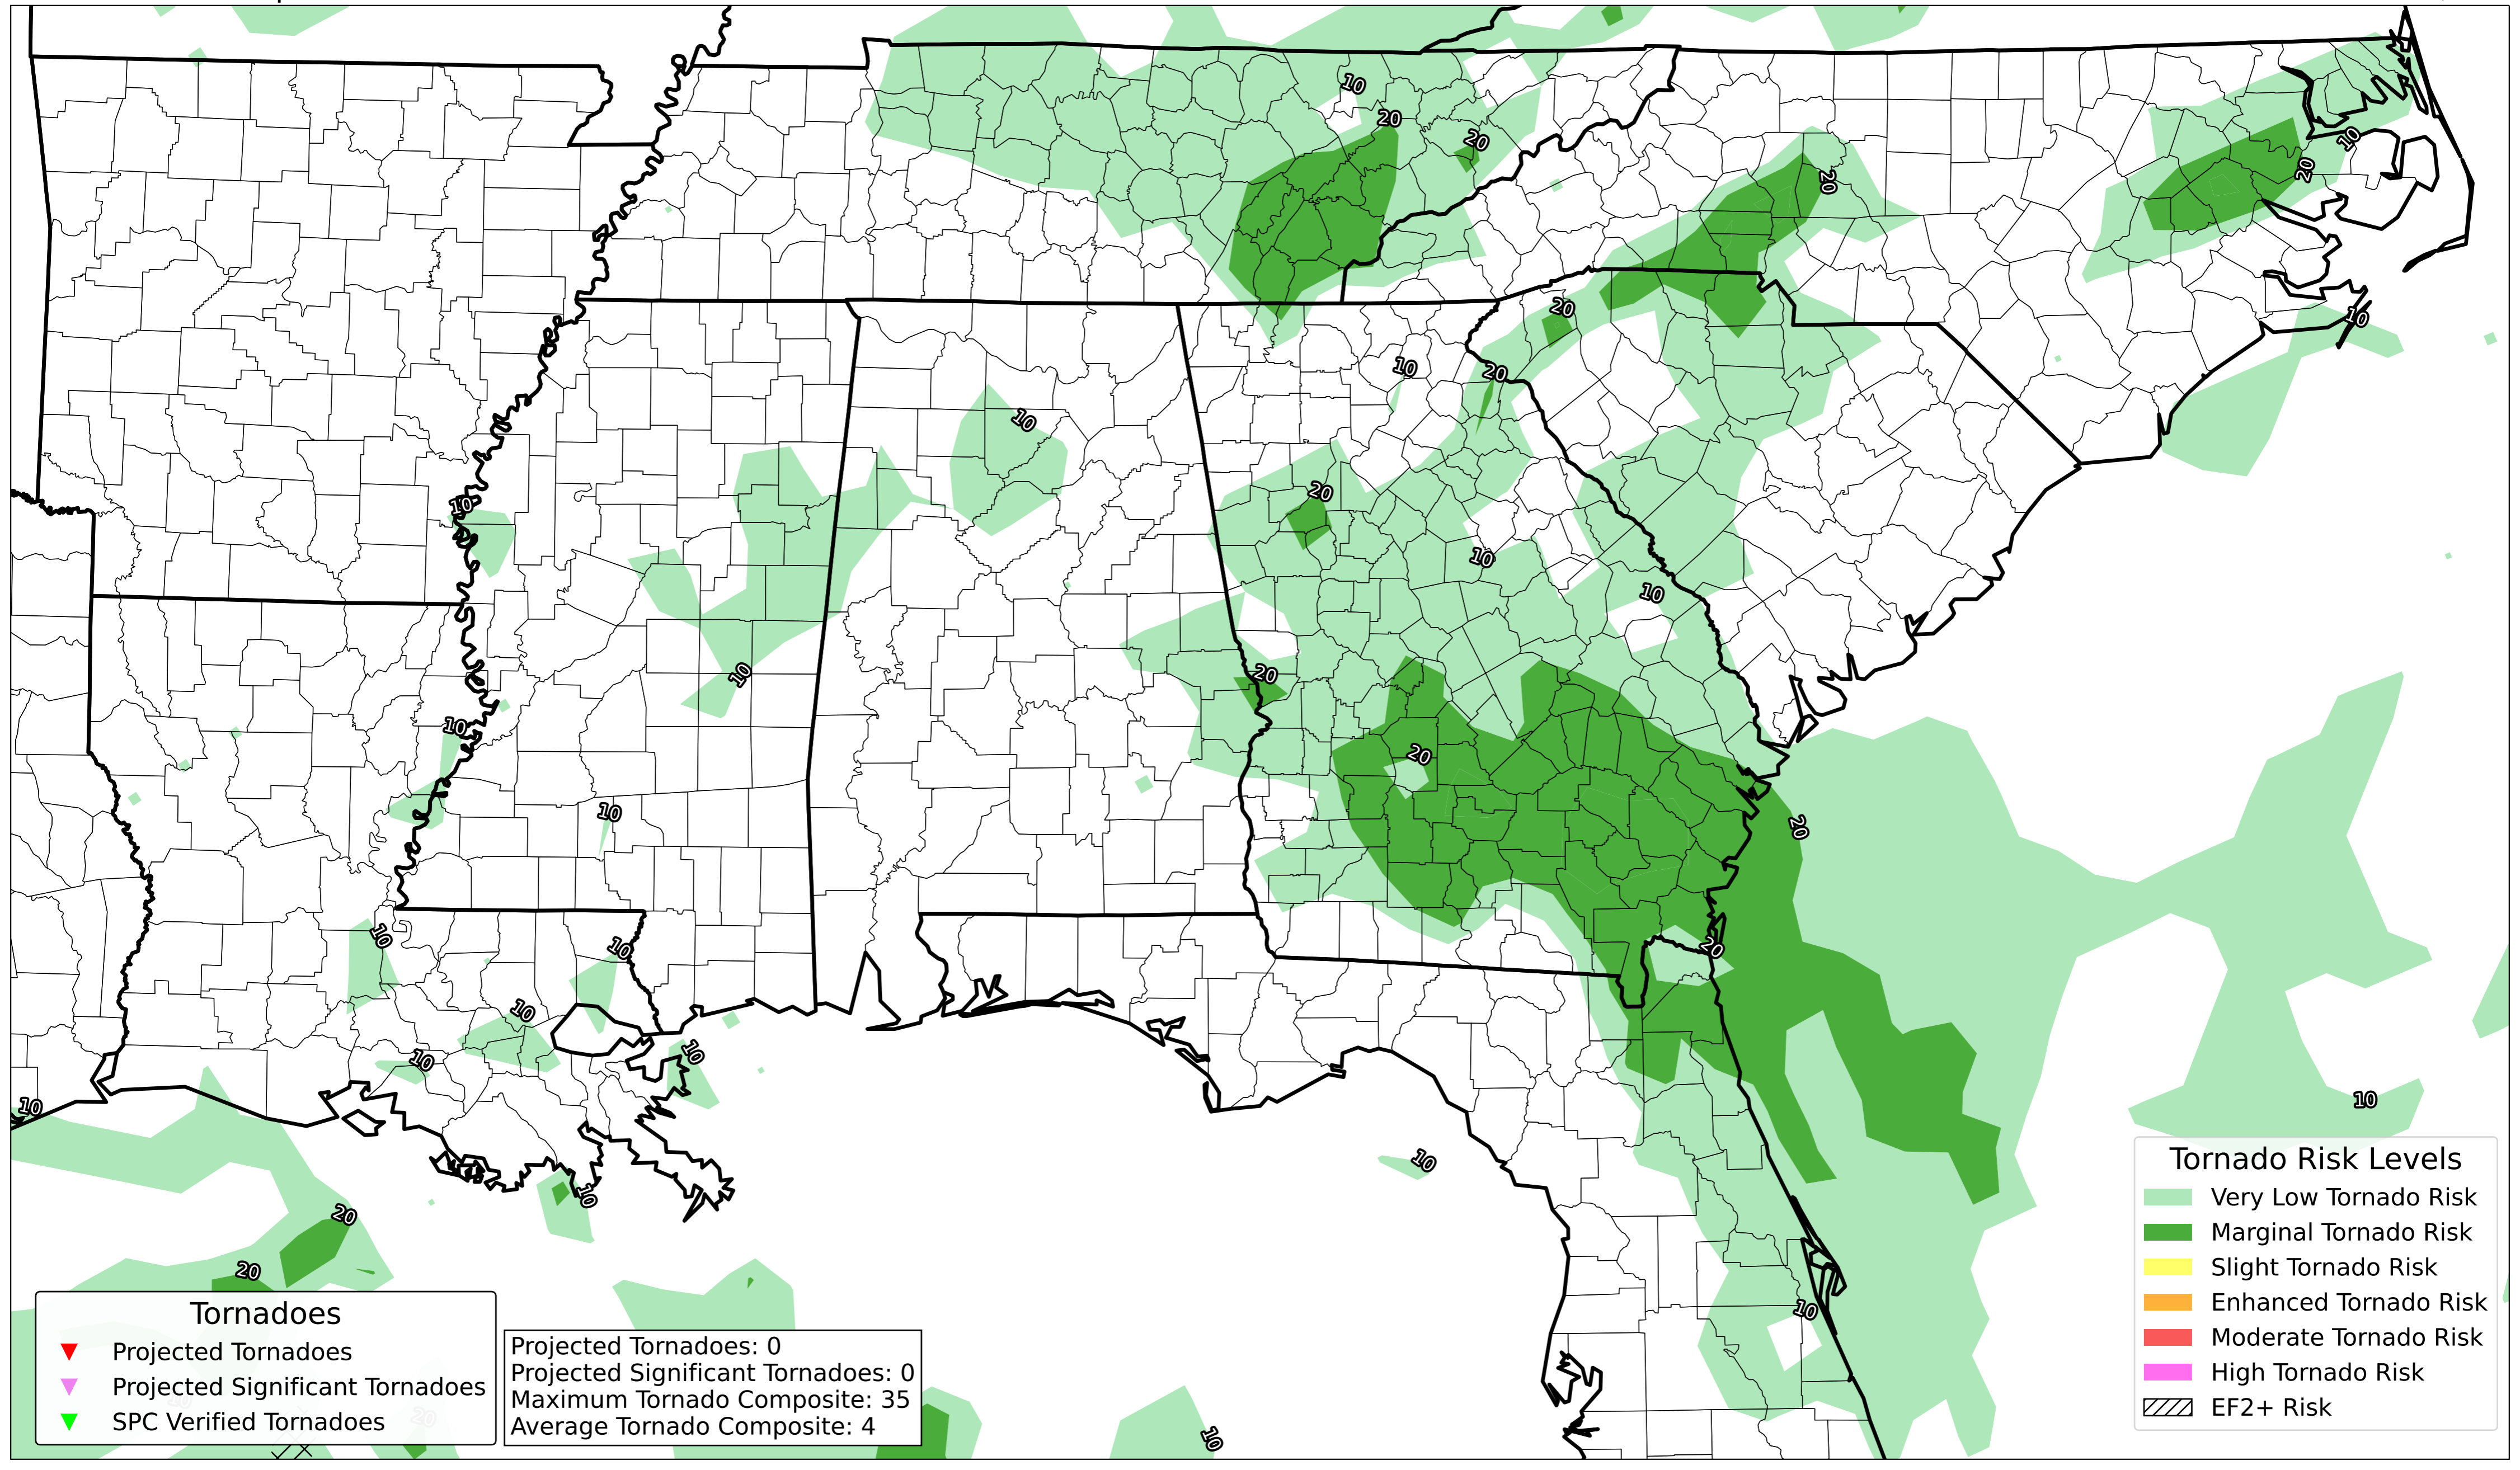 10
20
20
20
10
20
10
20
10
20
10
10
20
10
10
10
20
10
20
10
10
20
10
10
20
10
10
10
10
10
10
20
10
20
10
10
Tornado Risk Levels
Very Low Tornado Risk
Marginal Tornado Risk
Slight Tornado Risk
Enhanced Tornado Risk
Moderate Tornado Risk
High Tornado Risk
EF2+ Risk
Tornadoes
Projected Tornadoes
Projected Significant Tornadoes
SPC Verified Tornadoes
Projected Tornadoes: 0
Projected Significant Tornadoes: 0
Maximum Tornado Composite: 35
Average Tornado Composite: 4